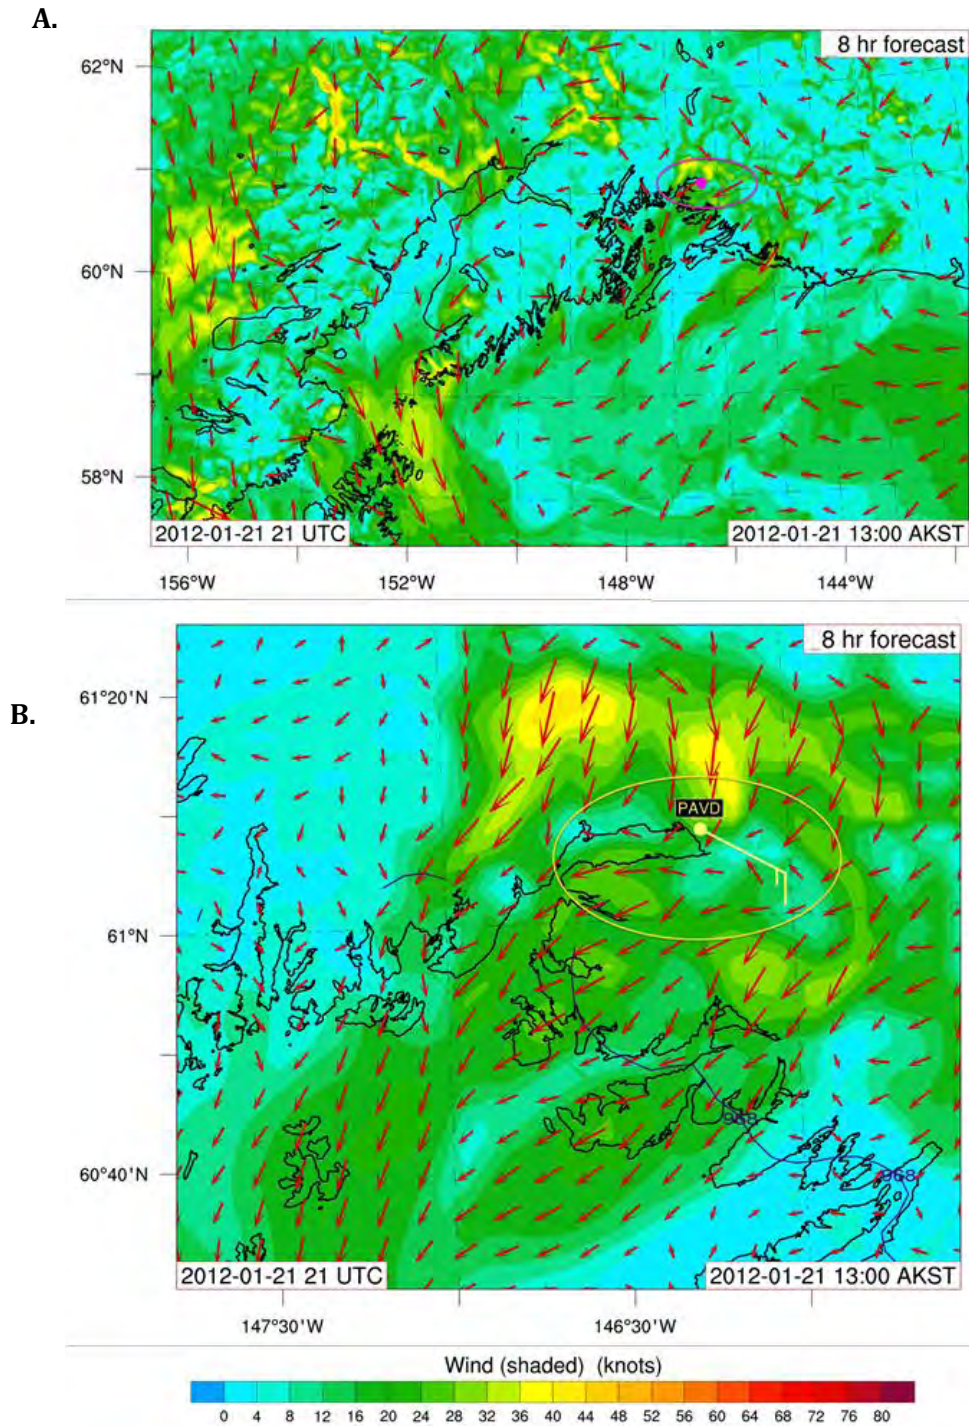 A.
8 hr forecast
62°N
60°N
58°N
2012-01-21 21 UTC
2012-01-21 13:00 AKST
156°W
152°W
148°W
144°W
B.
8 hr forecast
61°20'N
PAVD
61°N
968
60°40'N
968
2012-01-21 21 UTC
2012-01-21 13:00 AKST
147°30'W
146°30'W
Wind (shaded) (knots)
0 4 8 12 16 20 24 28 32 36 40 44 48 52 56 60 64 68 72 76 80